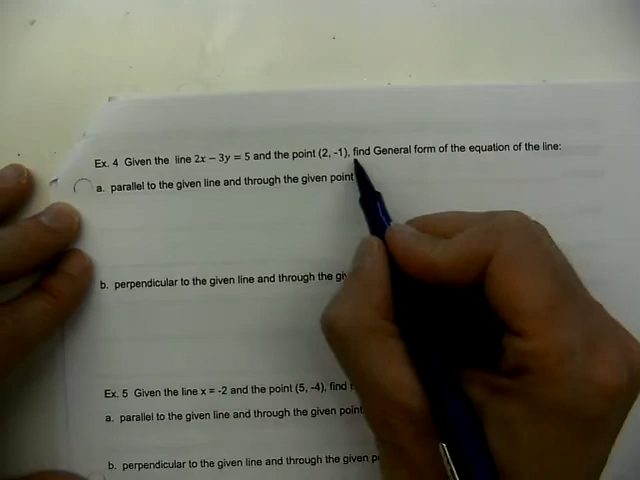 Ex. 4 Given the line 2x – 3y = 5 and the point (2, -1), find General form of the equation of the line:
a. parallel to the given line and through the given point
b. perpendicular to the given line and through the
Ex. 5 Given the line x = -2 and the point (5, -4), find
a. parallel to the given line and through the given point
b. perpendicular to the given line and through the given